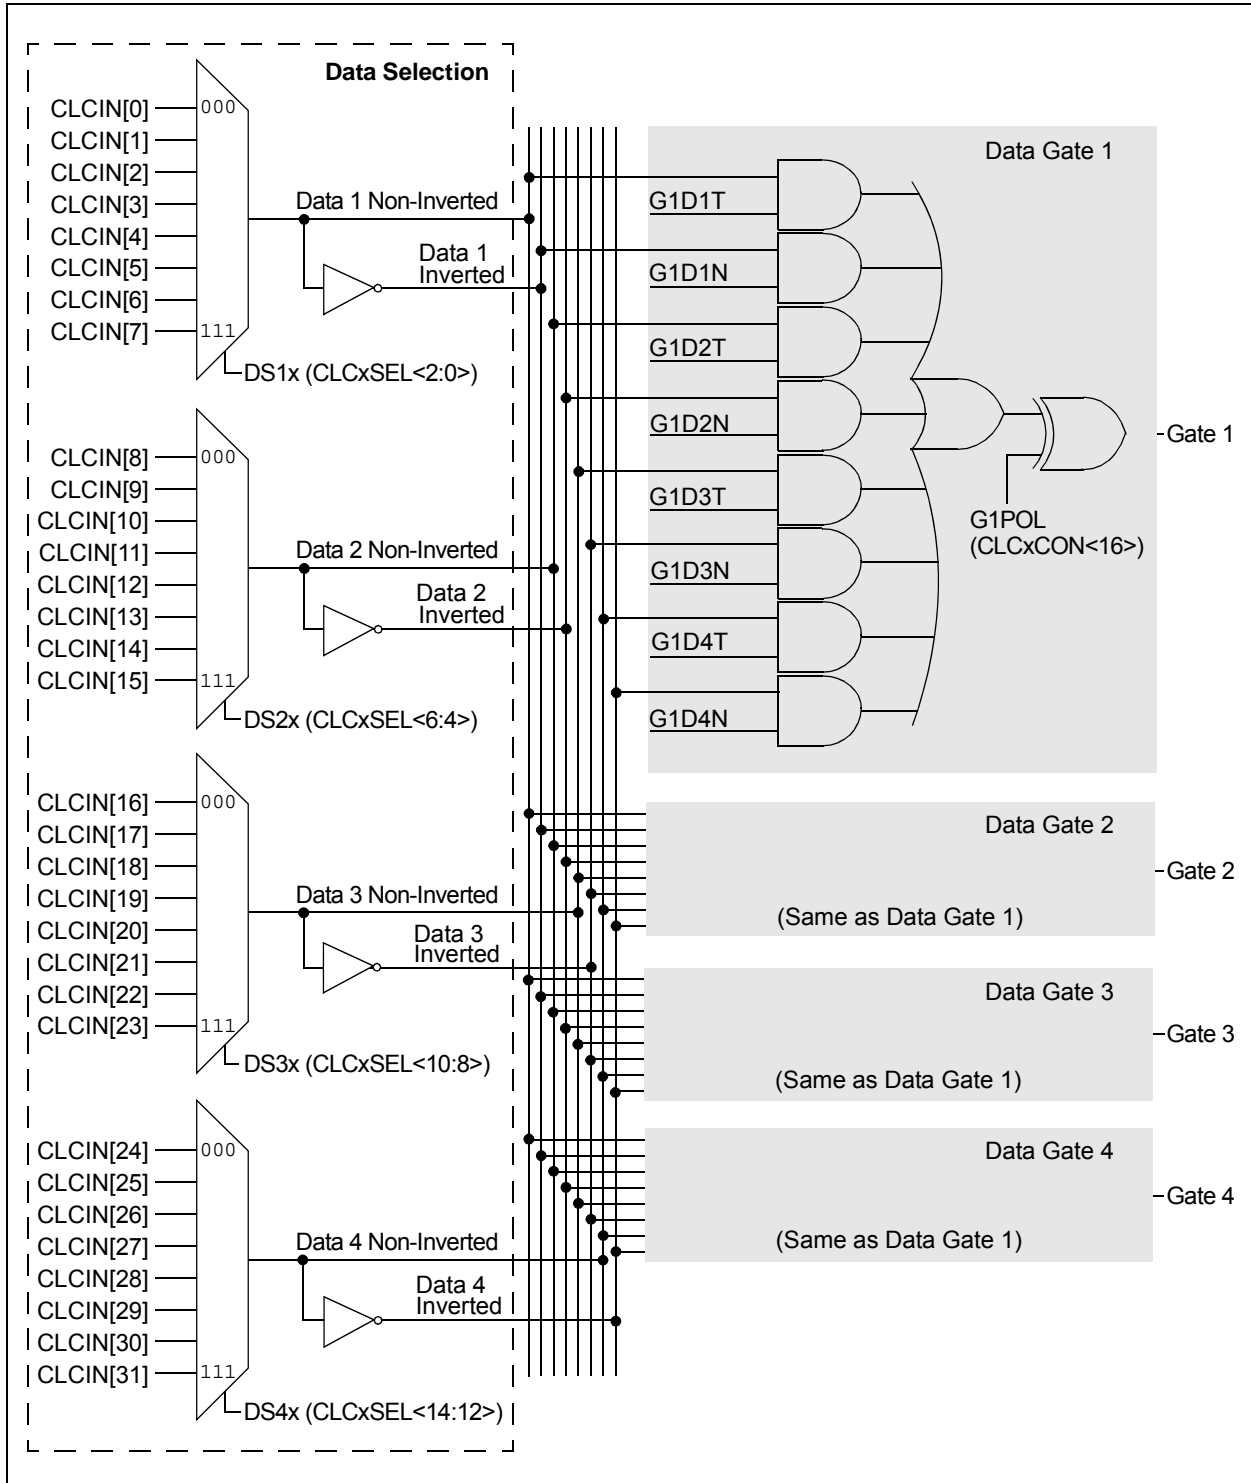 Data Selection
CLCIN[0]
CLCIN[1]
CLCIN[2]
CLCIN[3]
CLCIN[4]
CLCIN[5]
CLCIN[6]
CLCIN[7]
000
111
Data 1 Non-Inverted
Data 1
Inverted
DS1x (CLCxSEL<2:0>)
CLCIN[8]
CLCIN[9]
CLCIN[10]
CLCIN[11]
CLCIN[12]
CLCIN[13]
CLCIN[14]
CLCIN[15]
000
111
Data 2 Non-Inverted
Data 2
Inverted
DS2x (CLCxSEL<6:4>)
CLCIN[16]
CLCIN[17]
CLCIN[18]
CLCIN[19]
CLCIN[20]
CLCIN[21]
CLCIN[22]
CLCIN[23]
000
111
Data 3 Non-Inverted
Data 3
Inverted
DS3x (CLCxSEL<10:8>)
CLCIN[24]
CLCIN[25]
CLCIN[26]
CLCIN[27]
CLCIN[28]
CLCIN[29]
CLCIN[30]
CLCIN[31]
000
111
Data 4 Non-Inverted
Data 4
Inverted
DS4x (CLCxSEL<14:12>)
Data Gate 1
G1D1T
G1D1N
G1D2T
G1D2N
G1D3T
G1D3N
G1D4T
G1D4N
G1POL
(CLCxCON<16>)
Gate 1
Data Gate 2
(Same as Data Gate 1)
Gate 2
Data Gate 3
(Same as Data Gate 1)
Gate 3
Data Gate 4
(Same as Data Gate 1)
Gate 4